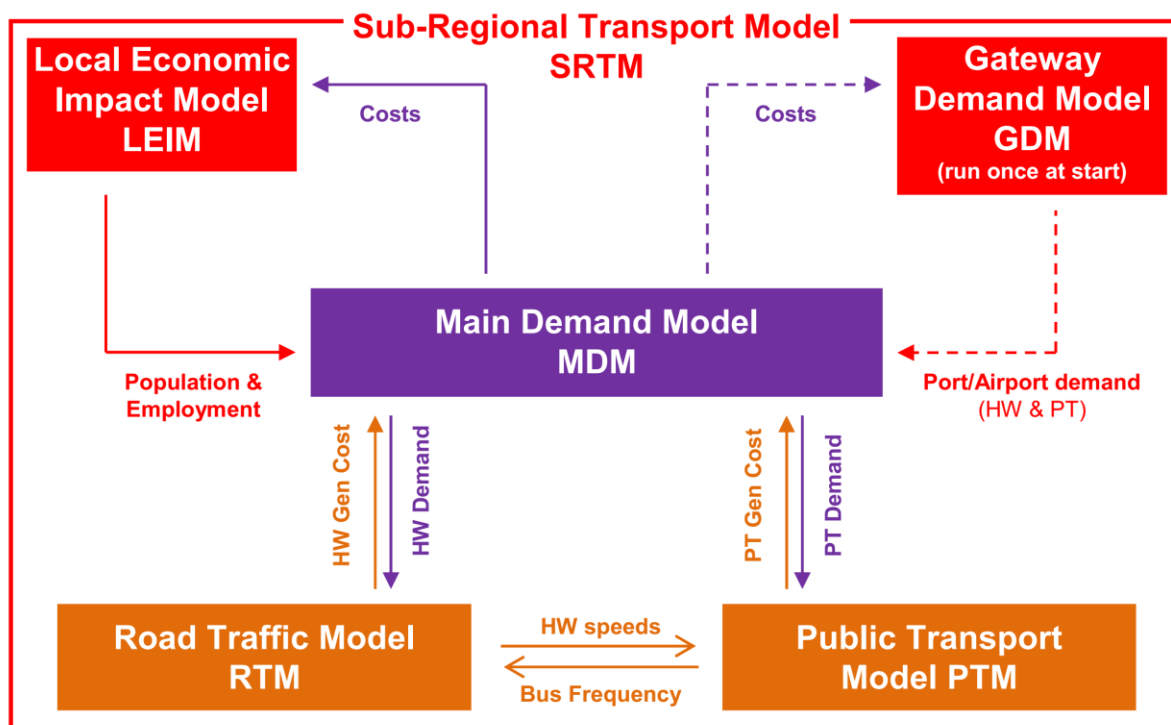 Sub-Regional Transport Model
SRTM
Local Economic
Impact Model
LEIM
Gateway
Demand Model
GDM
(run once at start)
Costs
Costs
Main Demand Model
MDM
Population &
Employment
Port/Airport demand
(HW & PT)
HW Gen Cost
HW Demand
PT Gen Cost
PT Demand
Road Traffic Model
RTM
HW speeds
Bus Frequency
Public Transport
Model PTM